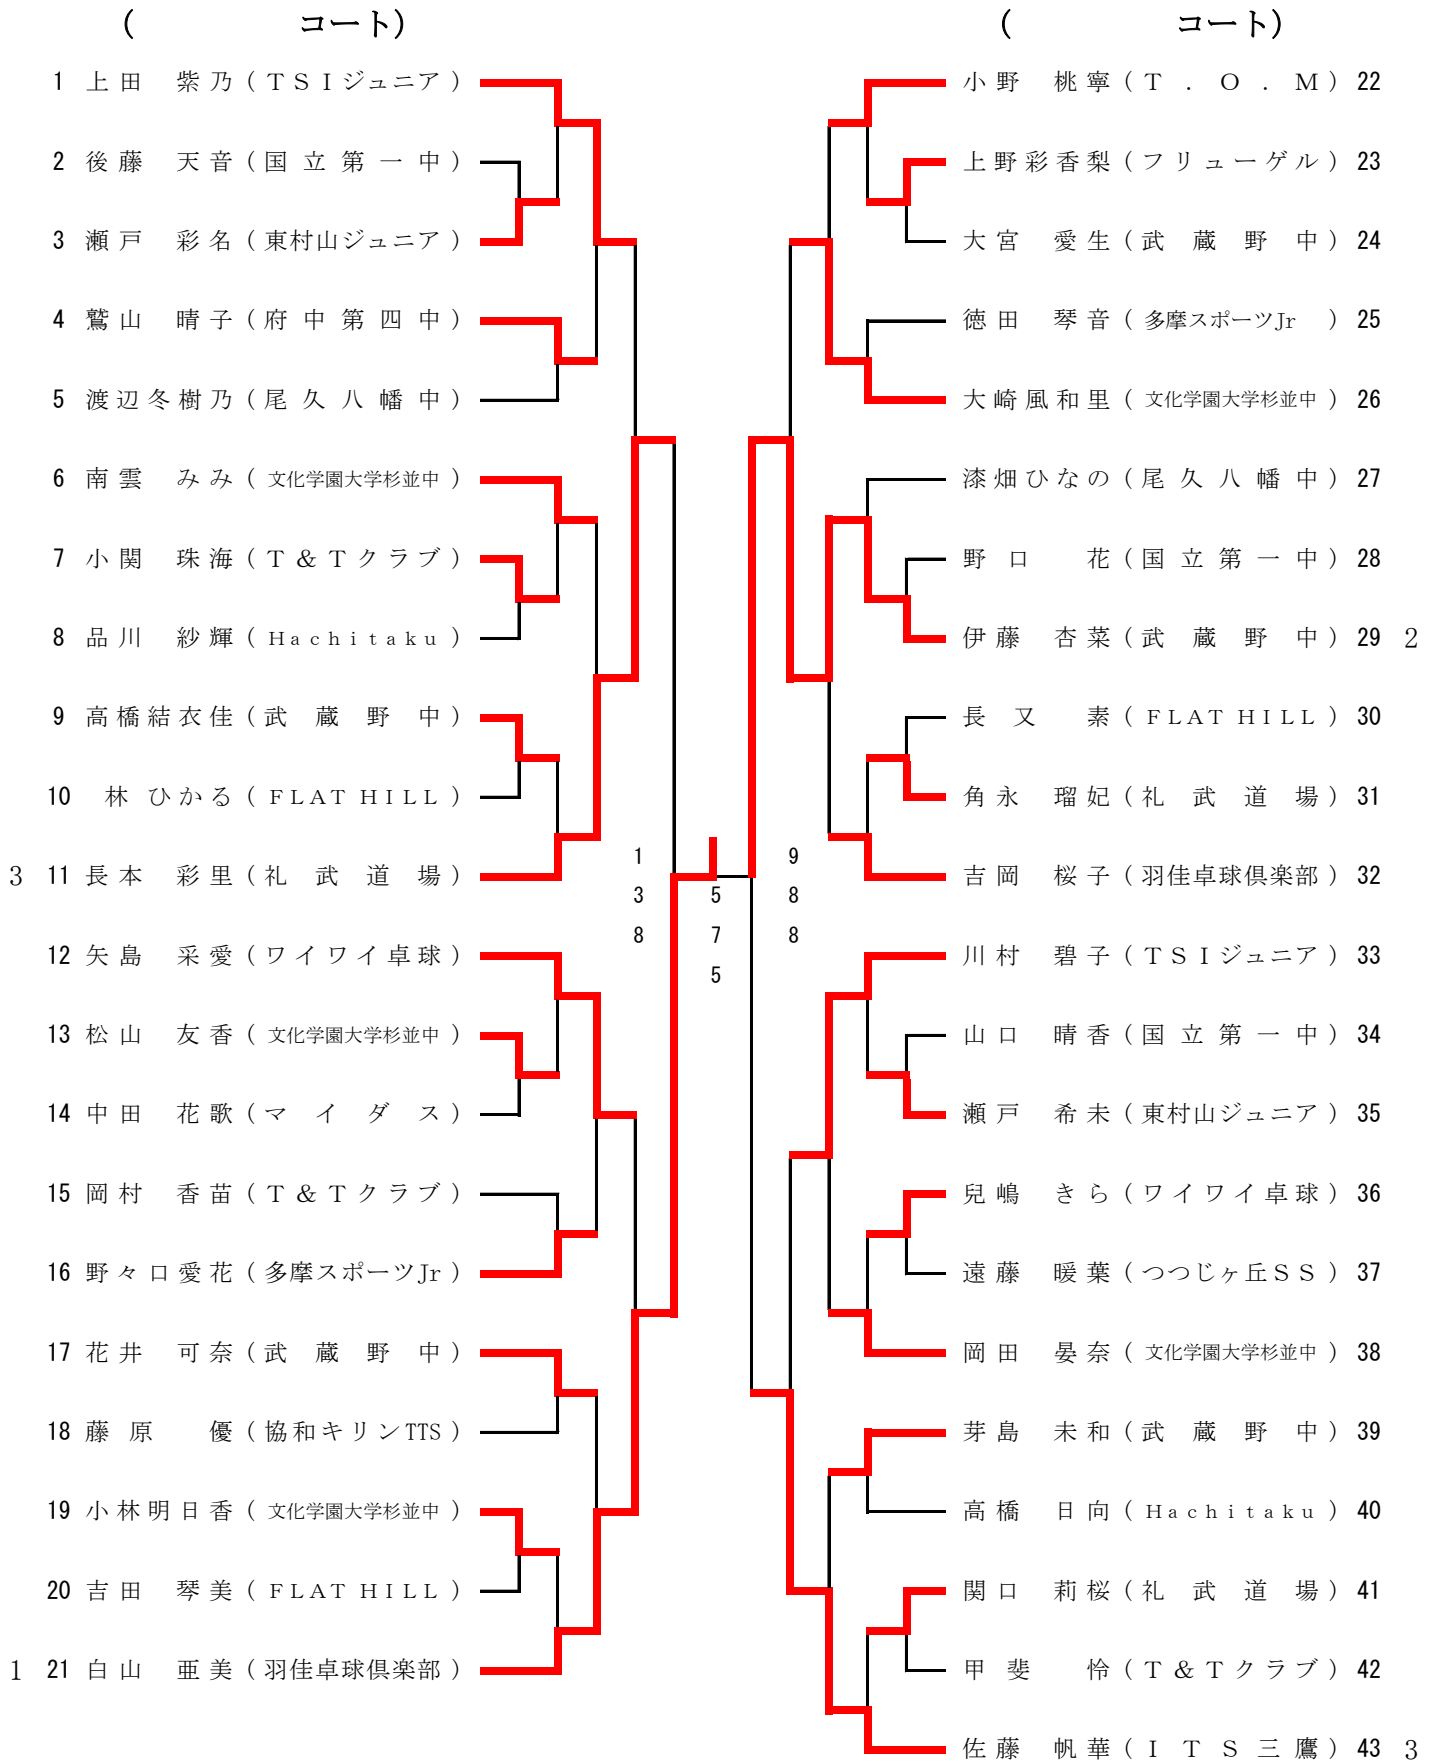 ( コート)
( コート)
1 上田 紫乃 (TSIジュニア)
2 後藤 天音 (国立第一中)
3 瀬戸 彩名 (東村山ジュニア)
4 鷲山 晴子 (府中第四中)
5 渡辺冬樹乃 (尾久八幡中)
6 南雲 みみ (文化学園大学杉並中)
7 小関 珠海 (T&Tクラブ)
8 品川 紗輝 (Hachitaku)
9 高橋結衣佳 (武蔵野中)
10 林 ひかる (FLAT HILL)
3 11 長本 彩里 (礼武道場)
12 矢島 采愛 (ワイワイ卓球)
13 松山 友香 (文化学園大学杉並中)
14 中田 花歌 (マイダス)
15 岡村 香苗 (T&Tクラブ)
16 野々口愛花 (多摩スポーツJr)
17 花井 可奈 (武蔵野中)
18 藤原 優 (協和キリンTTS)
19 小林明日香 (文化学園大学杉並中)
20 吉田 琴美 (FLAT HILL)
1 21 白山 亜美 (羽佳卓球倶楽部)
1
3
8
5
7
5
9
8
8
小野 桃寧 (T.O.M) 22
上野彩香梨 (フリューゲル) 23
大宮 愛生 (武蔵野中) 24
徳田 琴音 (多摩スポーツJr) 25
大崎風和里 (文化学園大学杉並中) 26
漆畑ひなの (尾久八幡中) 27
野口 花 (国立第一中) 28
伊藤 杏菜 (武蔵野中) 29 2
長又 素 (FLAT HILL) 30
角永 瑠妃 (礼武道場) 31
吉岡 桜子 (羽佳卓球倶楽部) 32
川村 碧子 (TSIジュニア) 33
山口 晴香 (国立第一中) 34
瀬戸 希未 (東村山ジュニア) 35
兒嶋 きら (ワイワイ卓球) 36
遠藤 暖葉 (つつじヶ丘SS) 37
岡田 晏奈 (文化学園大学杉並中) 38
芽島 未和 (武蔵野中) 39
高橋 日向 (Hachitaku) 40
関口 莉桜 (礼武道場) 41
甲斐 怜 (T&Tクラブ) 42
佐藤 帆華 (ITS三鷹) 43 3